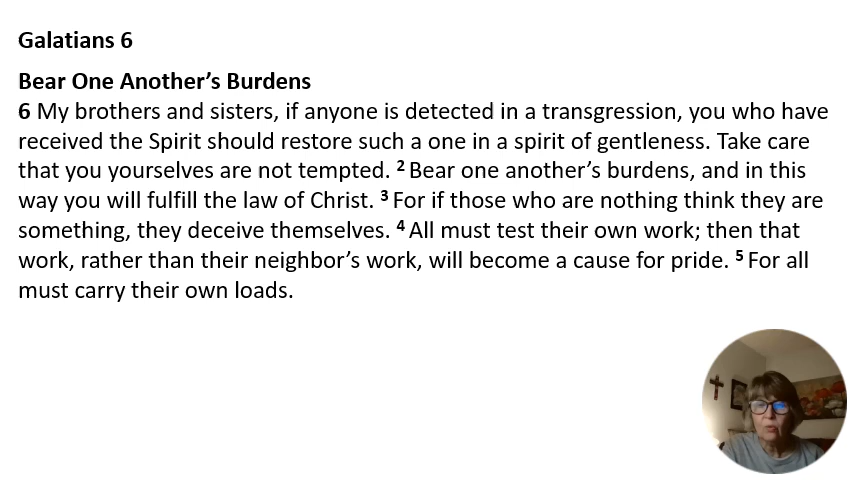 Galatians 6
Bear One Another’s Burdens
6 My brothers and sisters, if anyone is detected in a transgression, you who have
received the Spirit should restore such a one in a spirit of gentleness. Take care
that you yourselves are not tempted. 2 Bear one another’s burdens, and in this
way you will fulfill the law of Christ. 3 For if those who are nothing think they are
something, they deceive themselves. 4 All must test their own work; then that
work, rather than their neighbor’s work, will become a cause for pride. 5 For all
must carry their own loads.